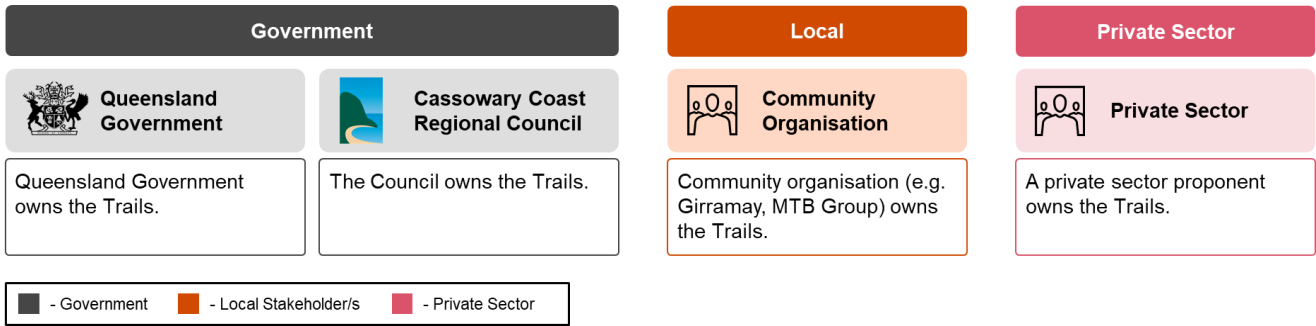 Government
Local
Private Sector
Queensland
Government
Cassowary Coast
Regional Council
Community
Organisation
Private Sector
Queensland Government
owns the Trails.
The Council owns the Trails.
Community organisation (e.g.
Girramay, MTB Group) owns
the Trails.
A private sector proponent
owns the Trails.
- Government
- Local Stakeholder/s
- Private Sector